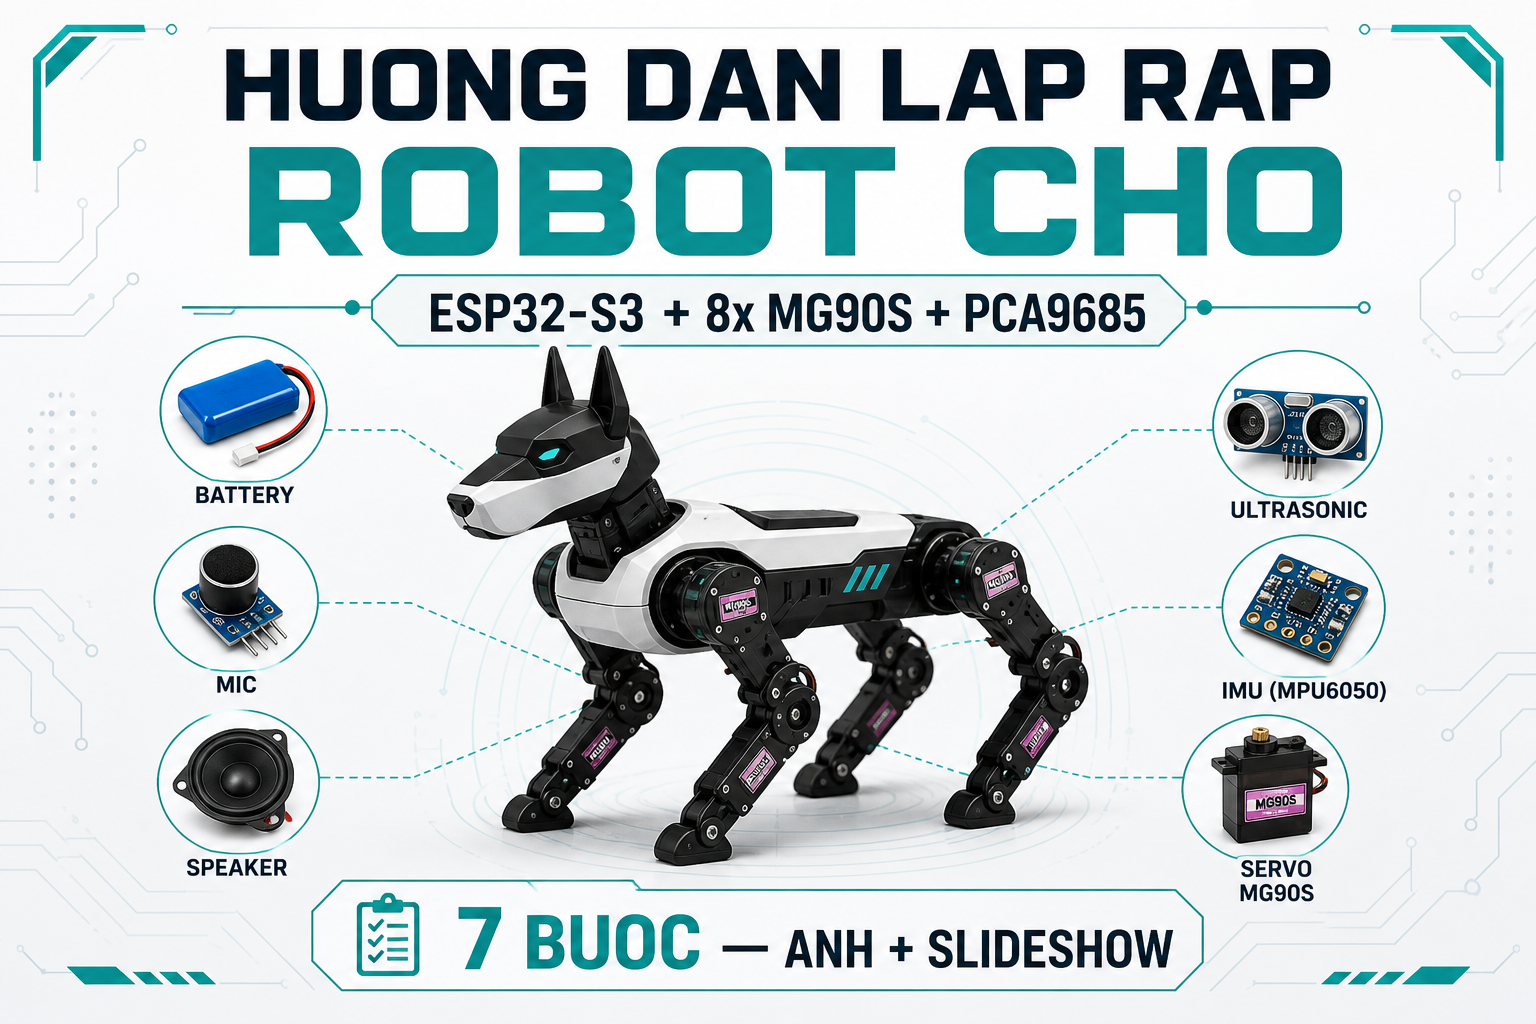 HUONG DAN LAP RAP
ROBOT CHO
ESP32-S3 + 8x MG90S + PCA9685
BATTERY
MIC
SPEAKER
ULTRASONIC
IMU (MPU6050)
MG90S
SERVO
MG90S
7 BUOC — ANH + SLIDESHOW